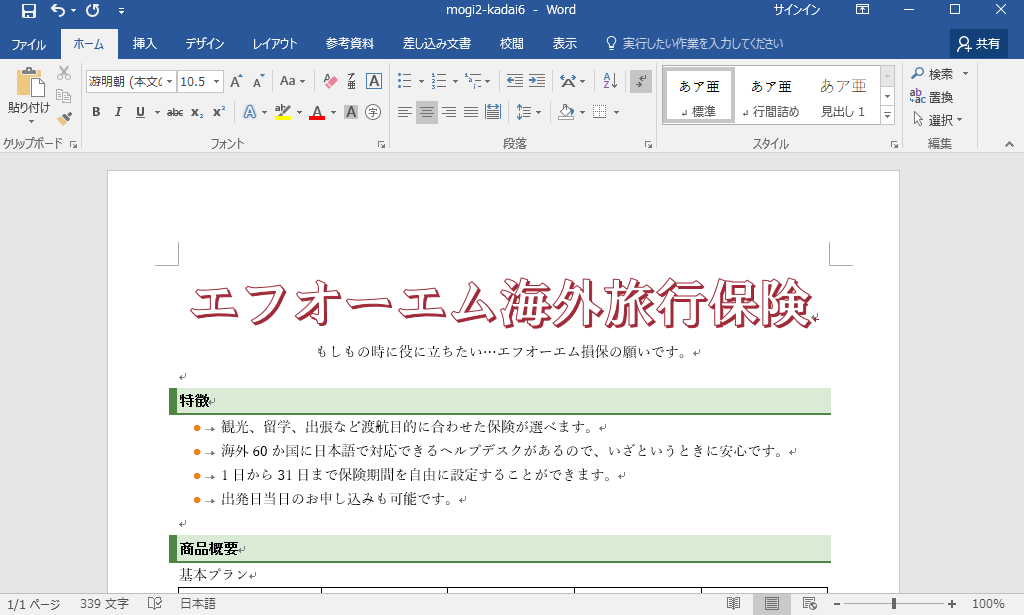 mogi2-kadai6 - Word
サインイン
ファイル ホーム 挿入 デザイン レイアウト 参考資料 差し込み文書 校閲 表示 実行したい作業を入力してください 共有
貼り付け
游明朝 (本文の 10.5 A A Aa A
B I U abc x₂ x² A A A 字
あア亜 あア亜 あア亜
標準 行間詰め 見出し 1
検索
置換
選択
クリップボード フォント 段落 スタイル 編集
エフオーエム海外旅行保険
もしもの時に役に立ちたい…エフオーエム損保の願いです。
特徴
● 観光、留学、出張など渡航目的に合わせた保険が選べます。
● 海外 60 か国に日本語で対応できるヘルプデスクがあるので、いざというときに安心です。
● 1 日から 31 日まで保険期間を自由に設定することができます。
● 出発日当日のお申し込みも可能です。
商品概要
基本プラン
1/1 ページ 339 文字 日本語 100%